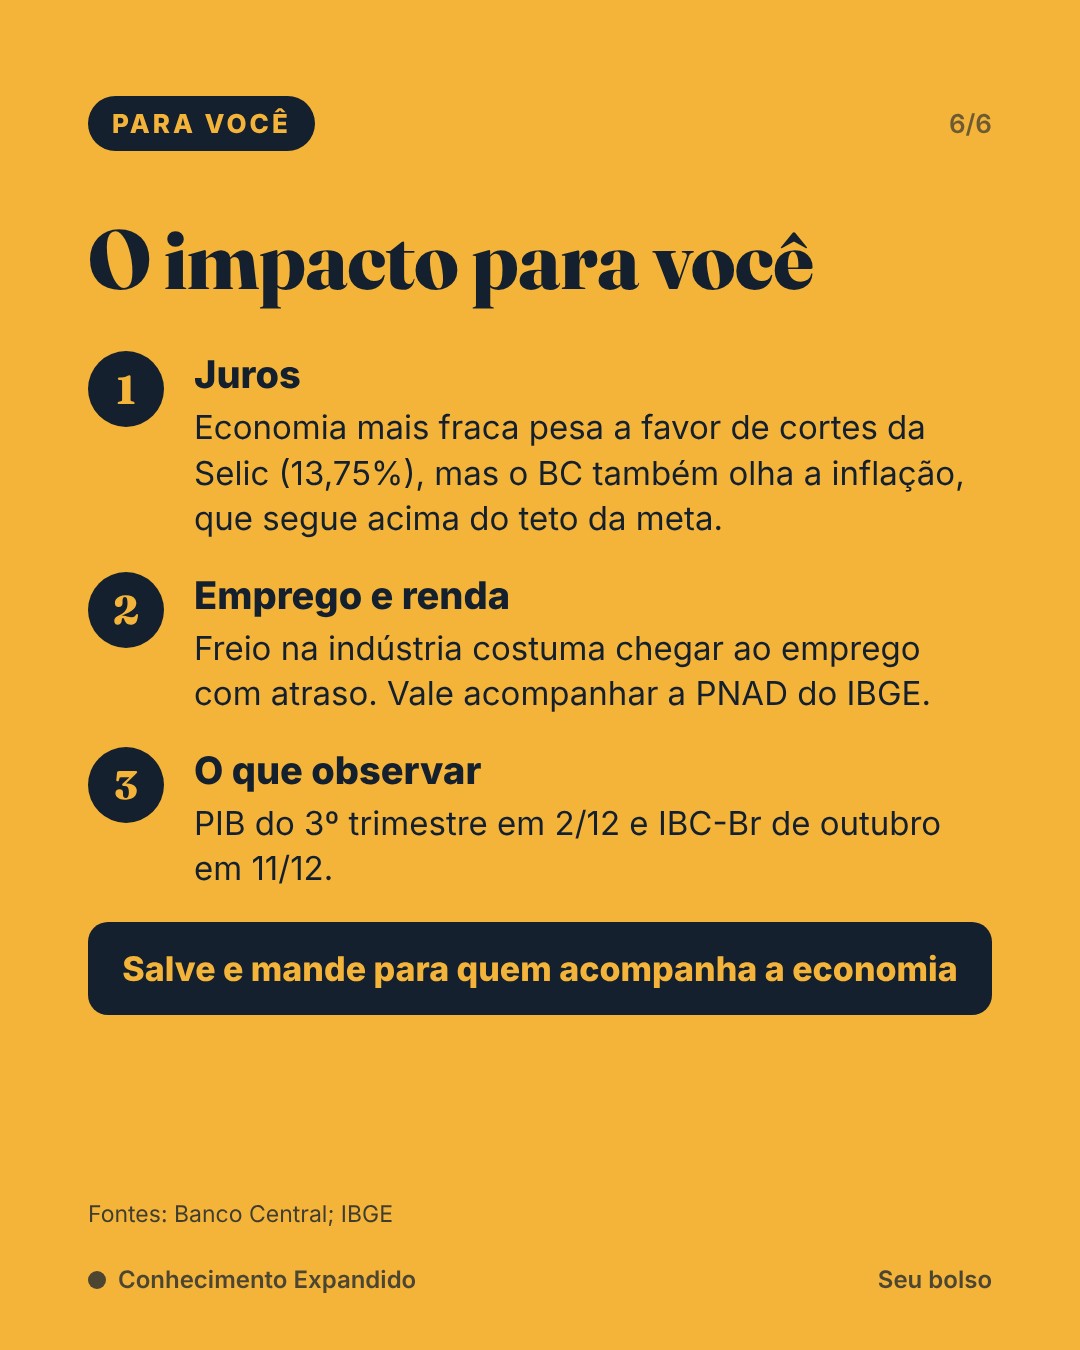 PARA VOCÊ
6/6
O impacto para você
1
Juros
Economia mais fraca pesa a favor de cortes da
Selic (13,75%), mas o BC também olha a inflação,
que segue acima do teto da meta.
2
Emprego e renda
Freio na indústria costuma chegar ao emprego
com atraso. Vale acompanhar a PNAD do IBGE.
3
O que observar
PIB do 3º trimestre em 2/12 e IBC-Br de outubro
em 11/12.
Salve e mande para quem acompanha a economia
Fontes: Banco Central; IBGE
Conhecimento Expandido
Seu bolso